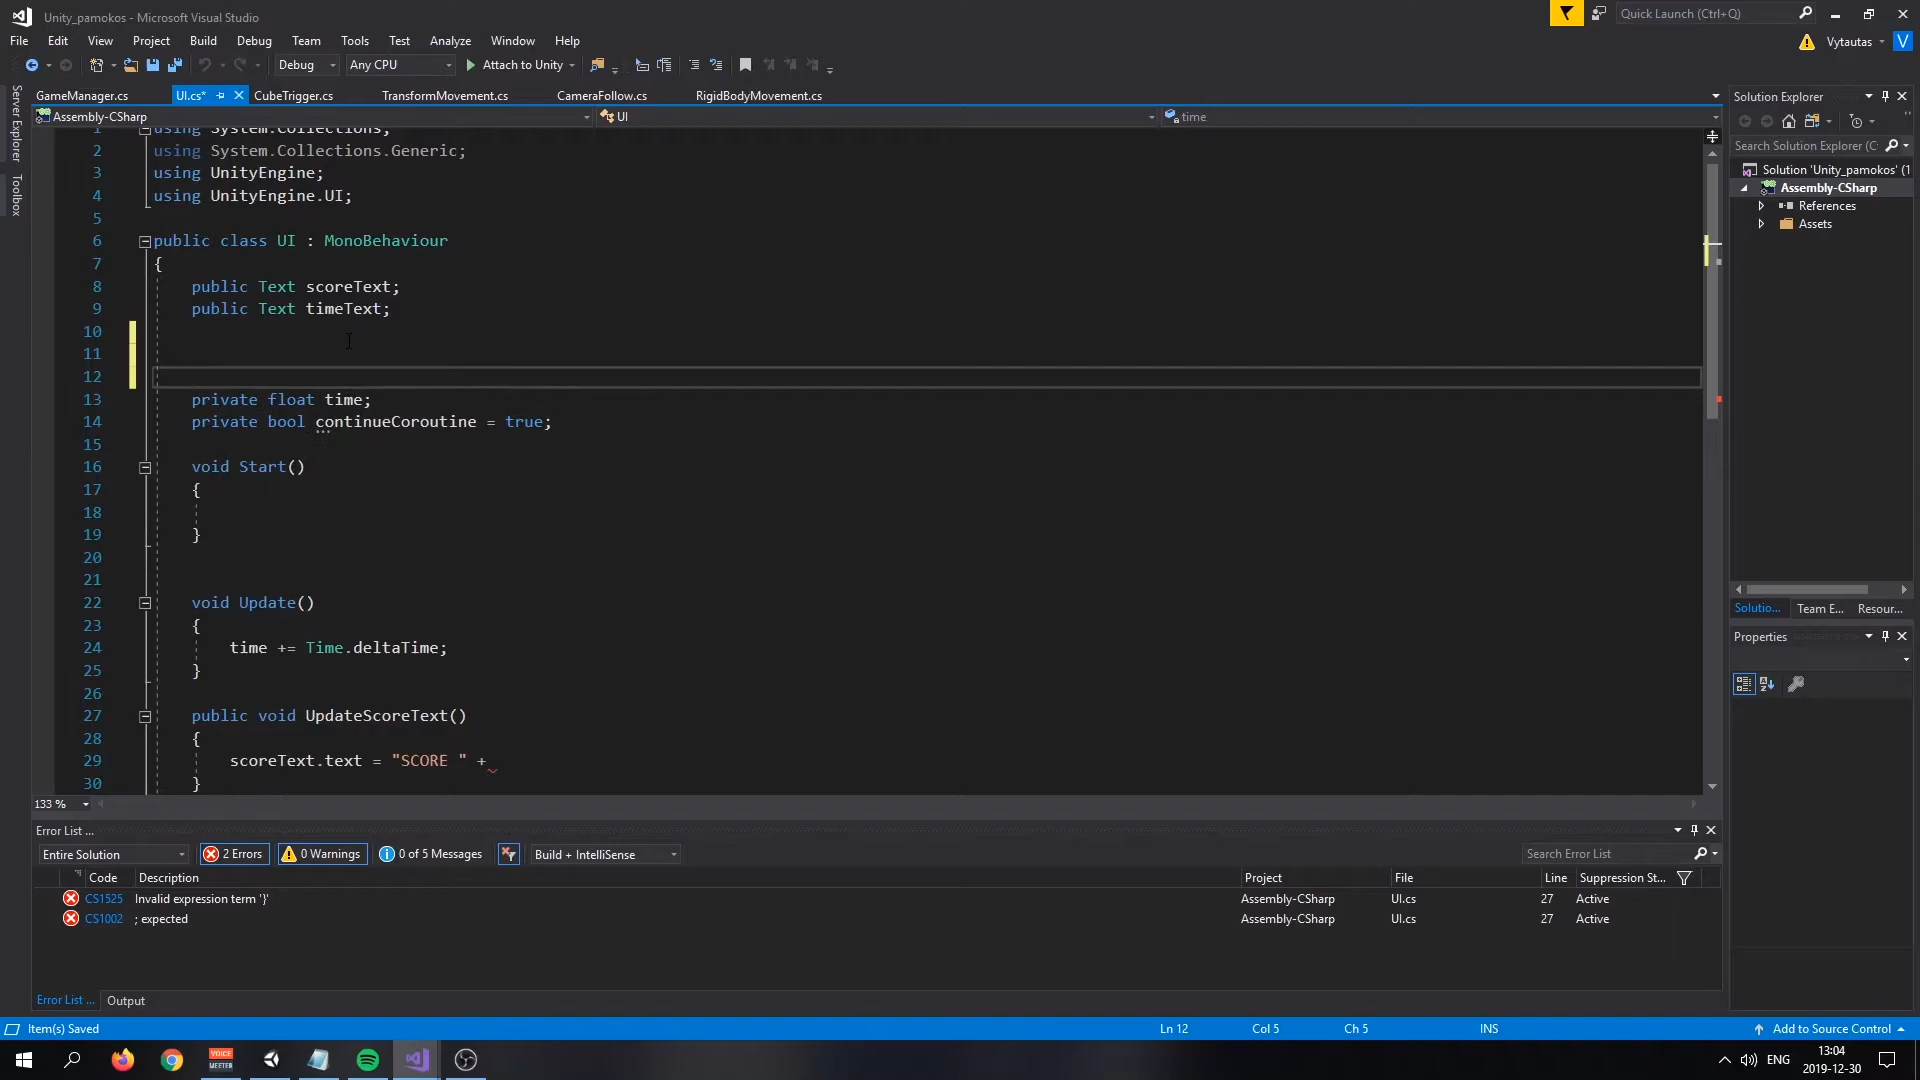 Unity_pamokos - Microsoft Visual Studio
Quick Launch (Ctrl+Q)
File Edit View Project Build Debug Team Tools Test Analyze Window Help
Vytautas V
Debug Any CPU Attach to Unity
Server Explorer
Toolbox
GameManager.cs UI.cs* CubeTrigger.cs TransformMovement.cs CameraFollow.cs RigidBodyMovement.cs
Assembly-CSharp UI time
1 using System.Collections;
2 using System.Collections.Generic;
3 using UnityEngine;
4 using UnityEngine.UI;
5
6 public class UI : MonoBehaviour
7 {
8 public Text scoreText;
9 public Text timeText;
10
11
12
13 private float time;
14 private bool continueCoroutine = true;
15
16 void Start()
17 {
18
19 }
20
21
22 void Update()
23 {
24 time += Time.deltaTime;
25 }
26
27 public void UpdateScoreText()
28 {
29 scoreText.text = "SCORE " +
30 }
133 %
Solution Explorer
Search Solution Explorer (C
Solution 'Unity_pamokos' (1
Assembly-CSharp
References
Assets
Solutio... Team E... Resour...
Properties
Error List ...
Entire Solution 2 Errors 0 Warnings 0 of 5 Messages Build + IntelliSense Search Error List
Code Description Project File Line Suppression St...
CS1525 Invalid expression term '}' Assembly-CSharp UI.cs 27 Active
CS1002 ; expected Assembly-CSharp UI.cs 27 Active
Error List ... Output
Item(s) Saved Ln 12 Col 5 Ch 5 INS Add to Source Control
VOICE
MEETER
ENG
13:04
2019-12-30